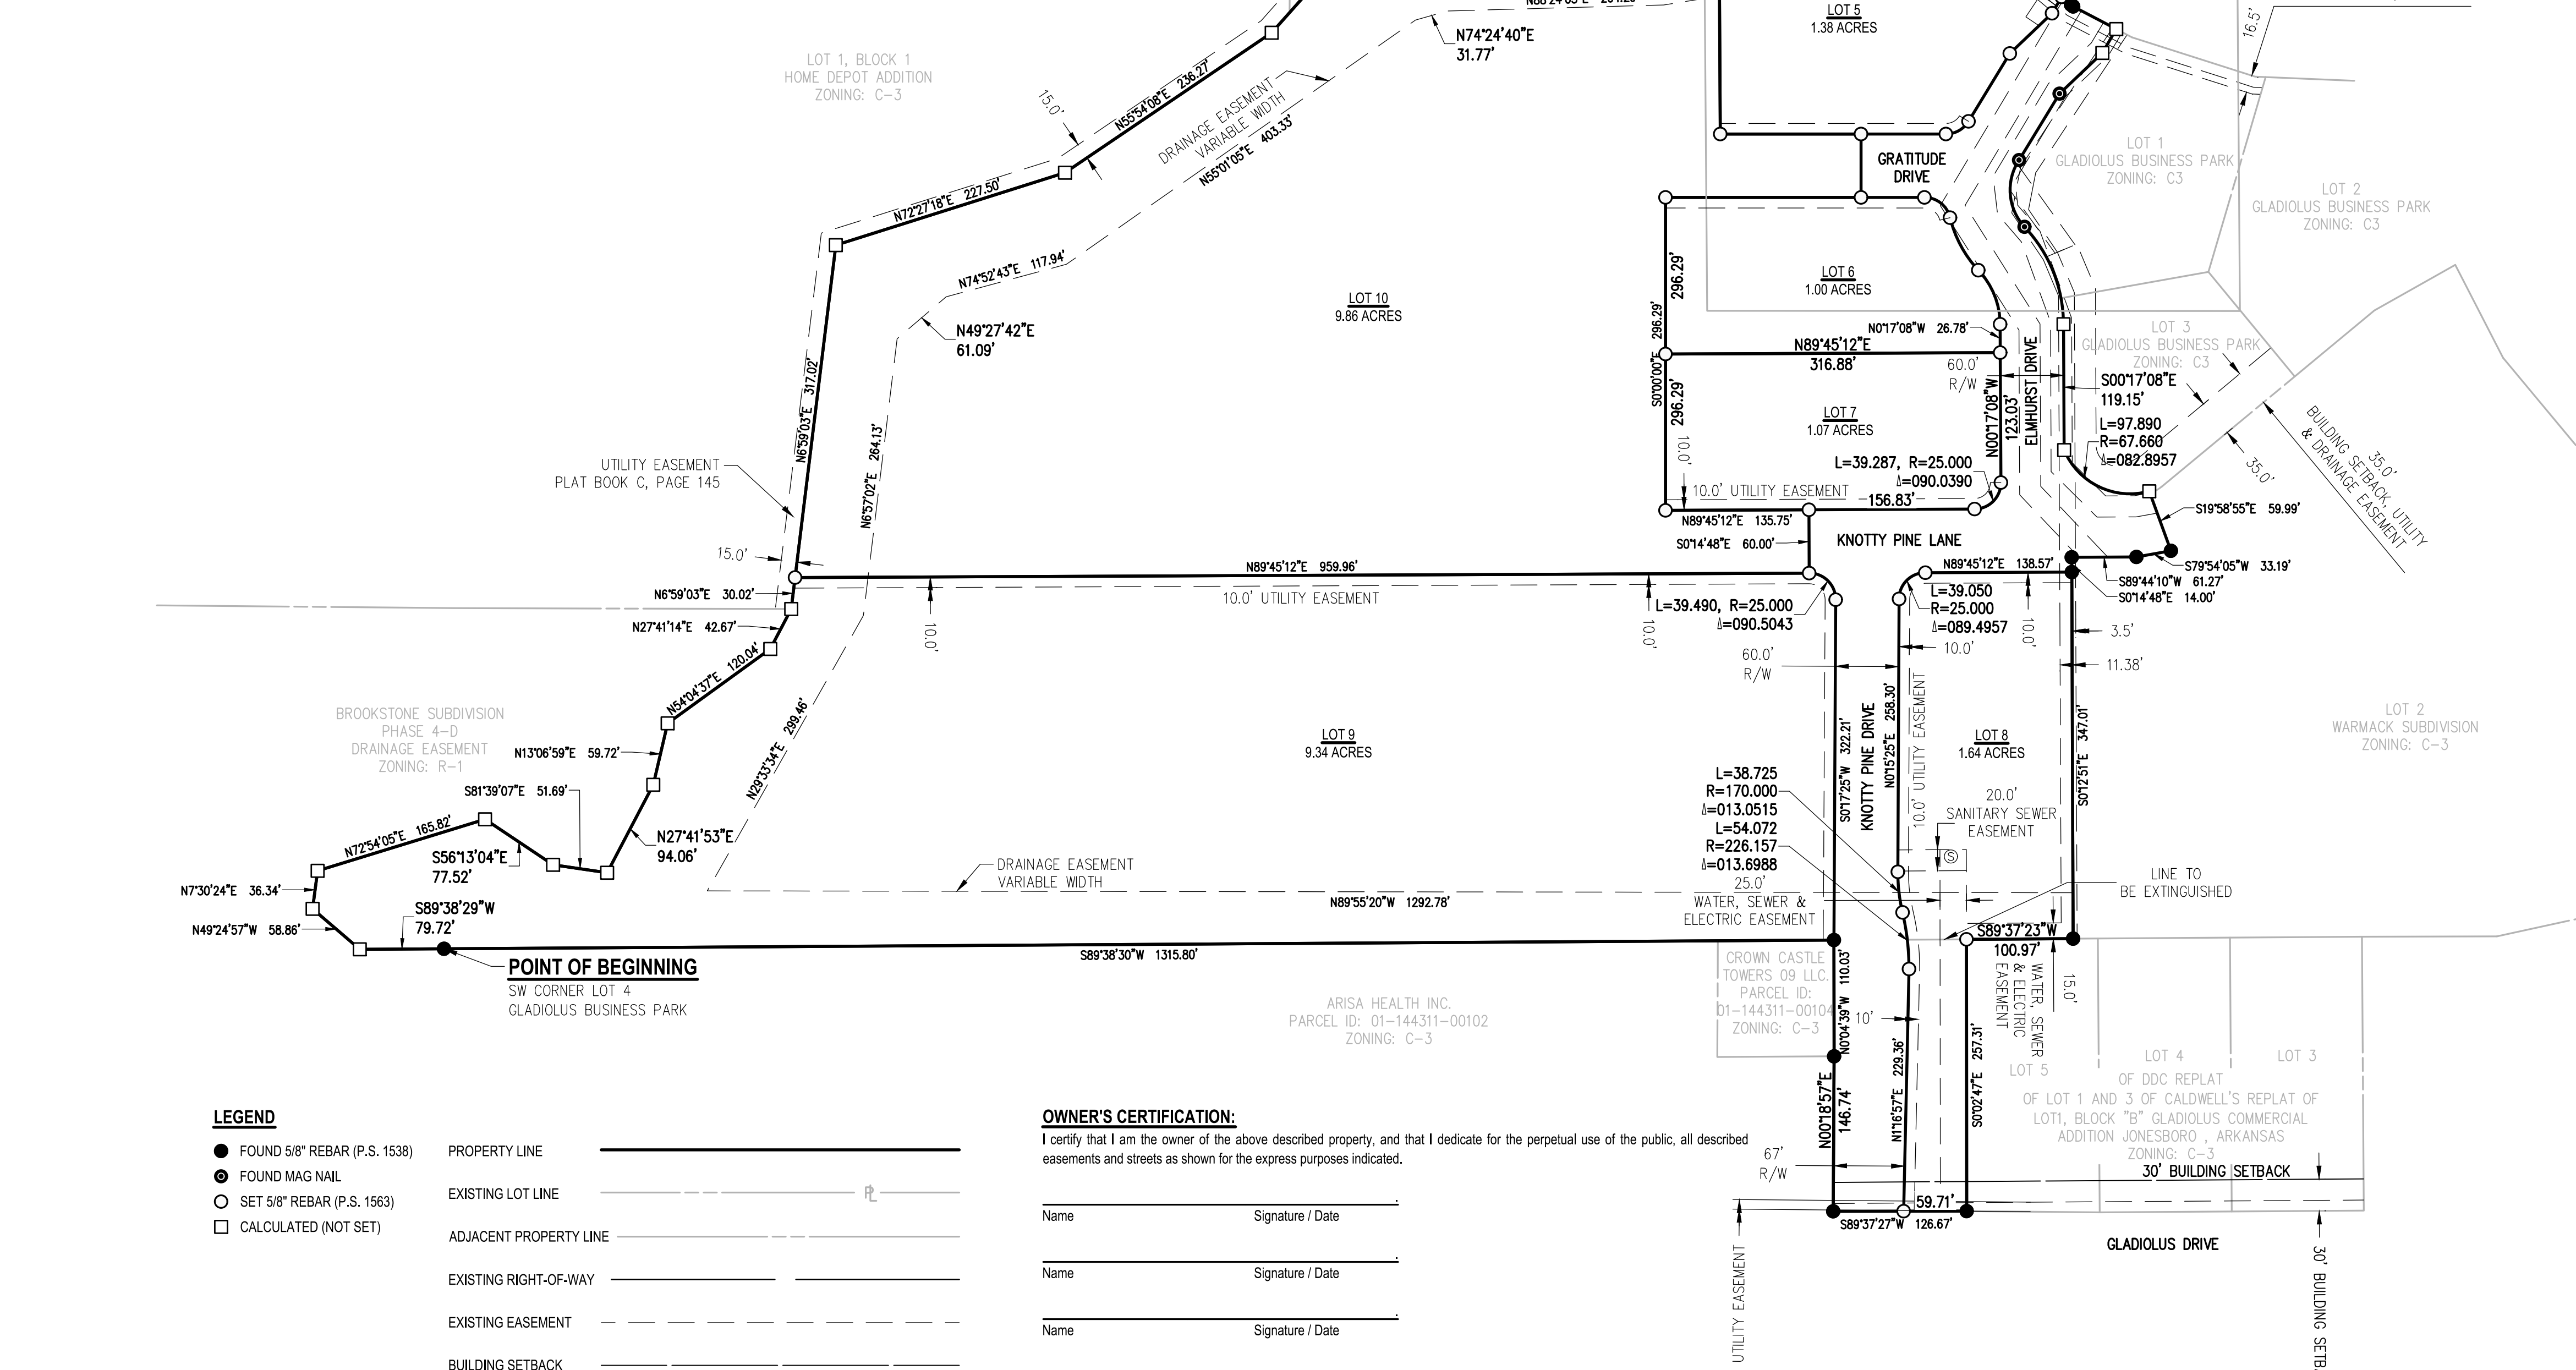 LOT 5
1.38 ACRES
16.5'
N74°24'40"E
31.77'
LOT 1, BLOCK 1
HOME DEPOT ADDITION
ZONING: C-3
15.0'
N55°54'08"E 236.27'
DRAINAGE EASEMENT
VARIABLE WIDTH
N55°01'05"E 403.33'
N72°27'18"E 227.50'
N74°52'43"E 117.94'
N49°27'42"E
61.09'
GRATITUDE
DRIVE
LOT 1
GLADIOLUS BUSINESS PARK
ZONING: C3
LOT 2
GLADIOLUS BUSINESS PARK
ZONING: C3
LOT 10
9.86 ACRES
LOT 6
1.00 ACRES
296.29'
296.29'
S0°00'00"E
296.29'
N0°17'08"W 26.78'
N89°45'12"E
316.88'
60.0'
R/W
LOT 3
GLADIOLUS BUSINESS PARK
ZONING: C3
ELMHURST DRIVE
S00°17'08"E
119.15'
L=97.890
R=67.660
Δ=082.8957
N00°17'08"W
123.03'
LOT 7
1.07 ACRES
L=39.287, R=25.000
Δ=090.0390
10.0'
10.0' UTILITY EASEMENT
156.83'
N89°45'12"E 135.75'
S0°14'48"E 60.00'
KNOTTY PINE LANE
35.0'
BUILDING SETBACK, UTILITY
& DRAINAGE EASEMENT
35.0'
S19°58'55"E 59.99'
S79°54'05"W 33.19'
S89°44'10"W 61.27'
S0°14'48"E 14.00'
N6°59'03"E 317.02'
N6°57'02"E 264.13'
UTILITY EASEMENT
PLAT BOOK C, PAGE 145
15.0'
N6°59'03"E 30.02'
N27°41'14"E 42.67'
N89°45'12"E 959.96'
10.0' UTILITY EASEMENT
10.0'
10.0'
L=39.490, R=25.000
Δ=090.5043
N89°45'12"E 138.57'
L=39.050
R=25.000
Δ=089.4957
10.0'
10.0'
3.5'
11.38'
60.0'
R/W
N54°04'37"E 120.04'
N29°33'34"E 299.46'
BROOKSTONE SUBDIVISION
PHASE 4-D
DRAINAGE EASEMENT
ZONING: R-1
N13°06'59"E 59.72'
S81°39'07"E 51.69'
N27°41'53"E
94.06'
N72°54'05"E 165.82'
S56°13'04"E
77.52'
N7°30'24"E 36.34'
N49°24'57"W 58.86'
S89°38'29"W
79.72'
LOT 9
9.34 ACRES
S0°17'25"W 322.21'
KNOTTY PINE DRIVE
N0°15'25"E 258.30'
10.0' UTILITY EASEMENT
LOT 8
1.64 ACRES
S0°12'51"E 347.01'
LOT 2
WARMACK SUBDIVISION
ZONING: C-3
L=38.725
R=170.000
Δ=013.0515
L=54.072
R=226.157
Δ=013.6988
20.0'
SANITARY SEWER
EASEMENT
S
25.0'
WATER, SEWER &
ELECTRIC EASEMENT
LINE TO
BE EXTINGUISHED
DRAINAGE EASEMENT
VARIABLE WIDTH
N89°55'20"W 1292.78'
S89°38'30"W 1315.80'
POINT OF BEGINNING
SW CORNER LOT 4
GLADIOLUS BUSINESS PARK
S89°37'23"W
100.97'
WATER, SEWER
& ELECTRIC
EASEMENT
15.0'
CROWN CASTLE
TOWERS 09 LLC.
PARCEL ID:
01-144311-00104
ZONING: C-3
N0°04'39"W 110.03'
10'
ARISA HEALTH INC.
PARCEL ID: 01-144311-00102
ZONING: C-3
N00°18'57"E
146.74'
N1°16'57"E 229.36'
S0°02'47"E 257.31'
LOT 5
LOT 4
LOT 3
OF DDC REPLAT
OF LOT 1 AND 3 OF CALDWELL'S REPLAT OF
LOT1, BLOCK "B" GLADIOLUS COMMERCIAL
ADDITION JONESBORO , ARKANSAS
ZONING: C-3
67'
R/W
30' BUILDING SETBACK
59.71'
S89°37'27"W 126.67'
GLADIOLUS DRIVE
UTILITY EASEMENT
30' BUILDING SETB
LEGEND
FOUND 5/8" REBAR (P.S. 1538)
FOUND MAG NAIL
SET 5/8" REBAR (P.S. 1563)
CALCULATED (NOT SET)
PROPERTY LINE
EXISTING LOT LINE
PL
ADJACENT PROPERTY LINE
EXISTING RIGHT-OF-WAY
EXISTING EASEMENT
BUILDING SETBACK
OWNER'S CERTIFICATION:
I certify that I am the owner of the above described property, and that I dedicate for the perpetual use of the public, all described
easements and streets as shown for the express purposes indicated.
Name Signature / Date
Name Signature / Date
Name Signature / Date